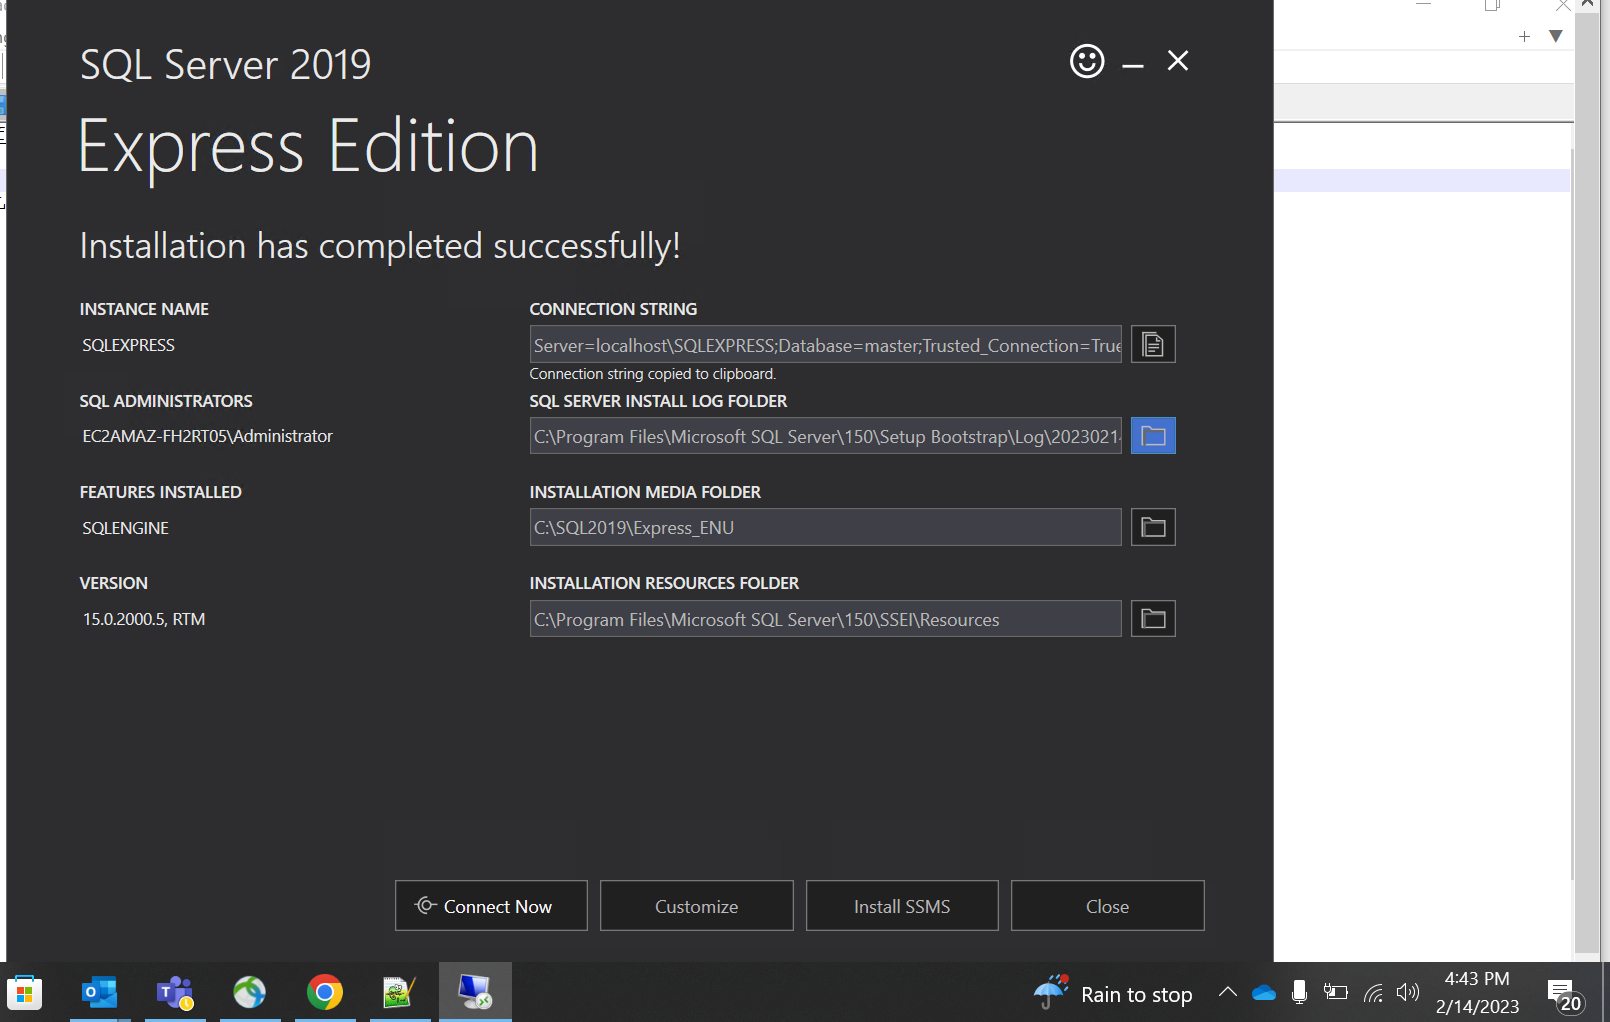 SQL Server 2019
Express Edition
Installation has completed successfully!
INSTANCE NAME
SQLEXPRESS
CONNECTION STRING
Server=localhost\SQLEXPRESS;Database=master;Trusted_Connection=True
Connection string copied to clipboard.
SQL ADMINISTRATORS
EC2AMAZ-FH2RT05\Administrator
SQL SERVER INSTALL LOG FOLDER
C:\Program Files\Microsoft SQL Server\150\Setup Bootstrap\Log\2023021
FEATURES INSTALLED
SQLENGINE
INSTALLATION MEDIA FOLDER
C:\SQL2019\Express_ENU
VERSION
15.0.2000.5, RTM
INSTALLATION RESOURCES FOLDER
C:\Program Files\Microsoft SQL Server\150\SSEI\Resources
Connect Now
Customize
Install SSMS
Close
Rain to stop
4:43 PM
2/14/2023
20